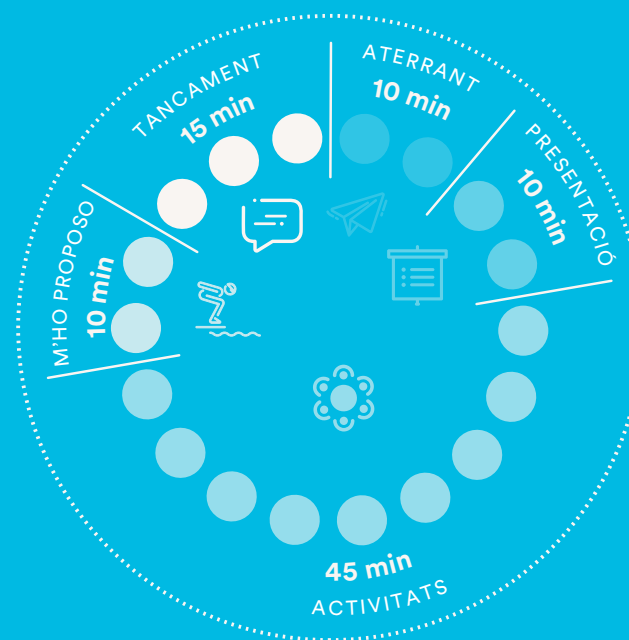 ATERRANT
10 min
PRESENTACIÓ
10 min
45 min
ACTIVITATS
M'HO PROPOSO
10 min
TANCAMENT
15 min